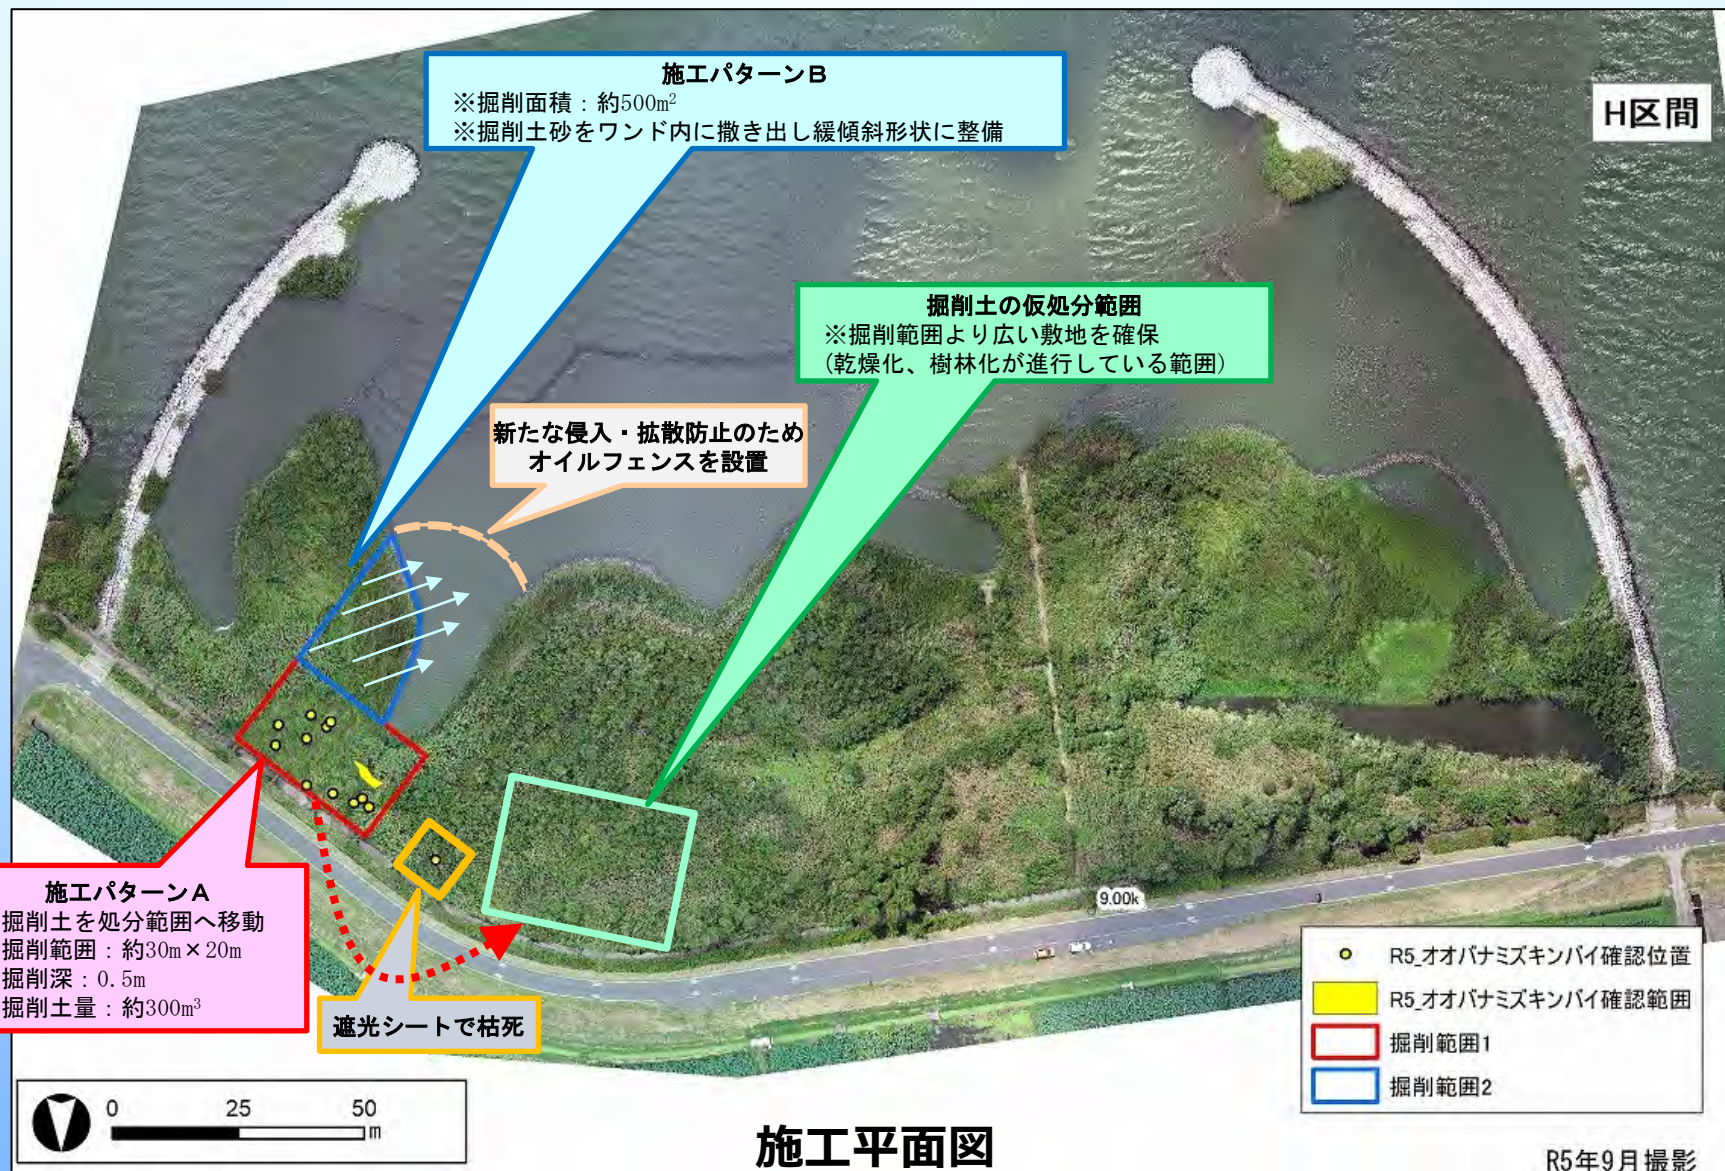 施工パターンB
※掘削面積：約500m²
※掘削土砂をワンド内に撒き出し緩傾斜形状に整備
H区間
掘削土の仮処分範囲
※掘削範囲より広い敷地を確保
(乾燥化、樹林化が進行している範囲)
新たな侵入・拡散防止のため
オイルフェンスを設置
施工パターンA
掘削土を処分範囲へ移動
掘削範囲：約30m×20m
掘削深：0.5m
掘削土量：約300m³
遮光シートで枯死
9.00k
R5_オオバナミズキンバイ確認位置
R5_オオバナミズキンバイ確認範囲
掘削範囲1
掘削範囲2
0 25 50
m
施工平面図
R5年9月撮影